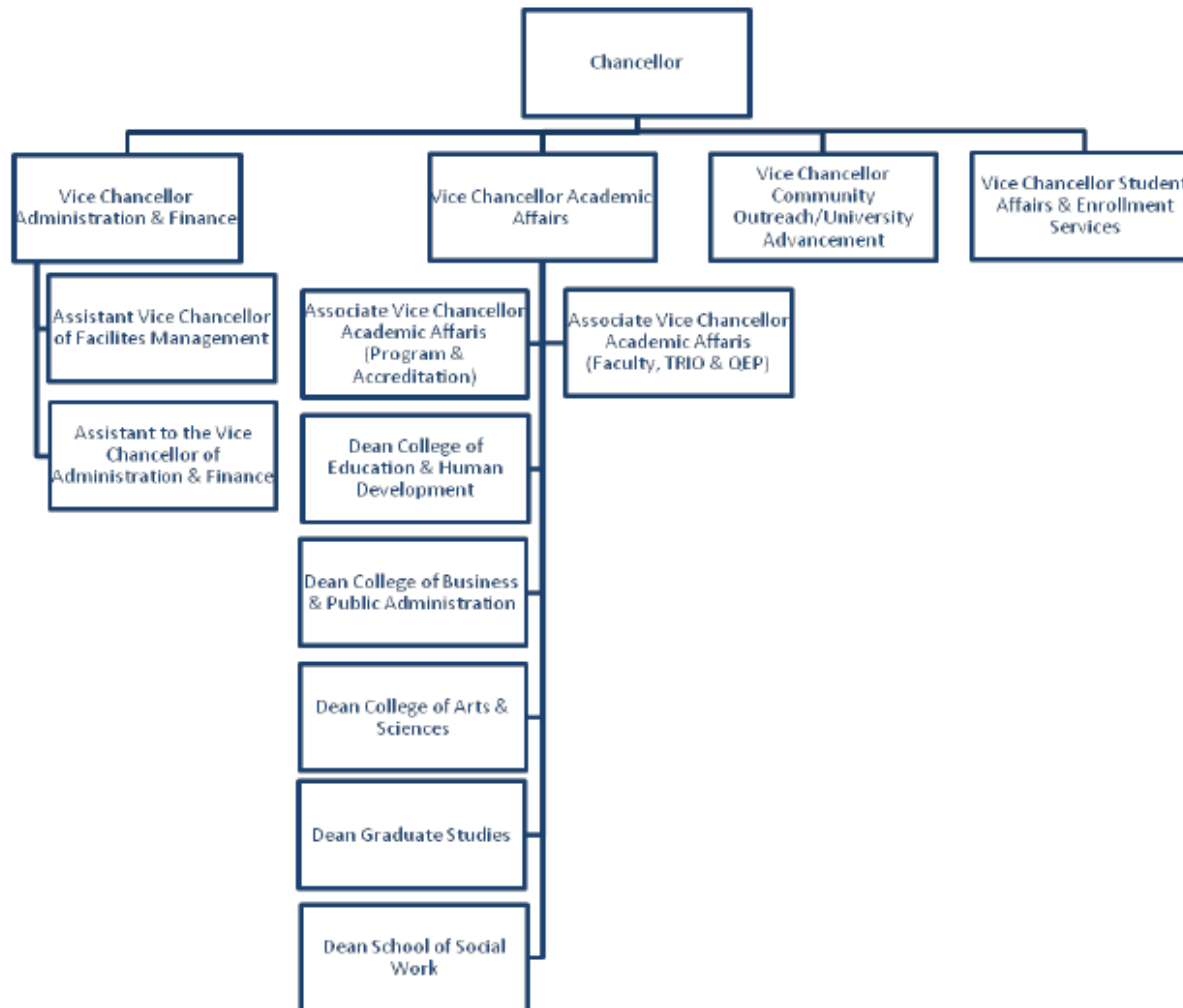 Chancellor
Vice Chancellor
Administration & Finance
Vice Chancellor Academic
Affairs
Vice Chancellor
Community
Outreach/University
Advancement
Vice Chancellor Student
Affairs & Enrollment
Services
Assistant Vice Chancellor
of Facilites Management
Assistant to the Vice
Chancellor of
Administration & Finance
Associate Vice Chancellor
Academic Affaris
(Program &
Accreditation)
Associate Vice Chancellor
Academic Affaris
(Faculty, TRIO & QEP)
Dean College of
Education & Human
Development
Dean College of Business
& Public Administration
Dean College of Arts &
Sciences
Dean Graduate Studies
Dean School of Social
Work